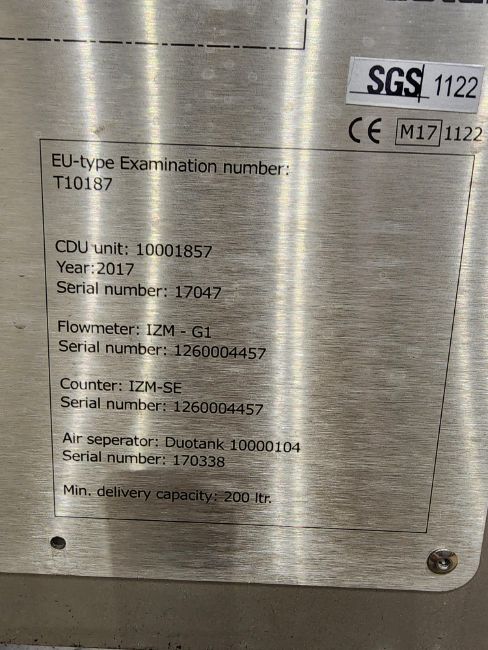 SGS 1122
CE M17 1122
EU-type Examination number:
T10187
CDU unit: 10001857
Year:2017
Serial number: 17047
Flowmeter: IZM - G1
Serial number: 1260004457
Counter: IZM-SE
Serial number: 1260004457
Air seperator: Duotank 10000104
Serial number: 170338
Min. delivery capacity: 200 ltr.